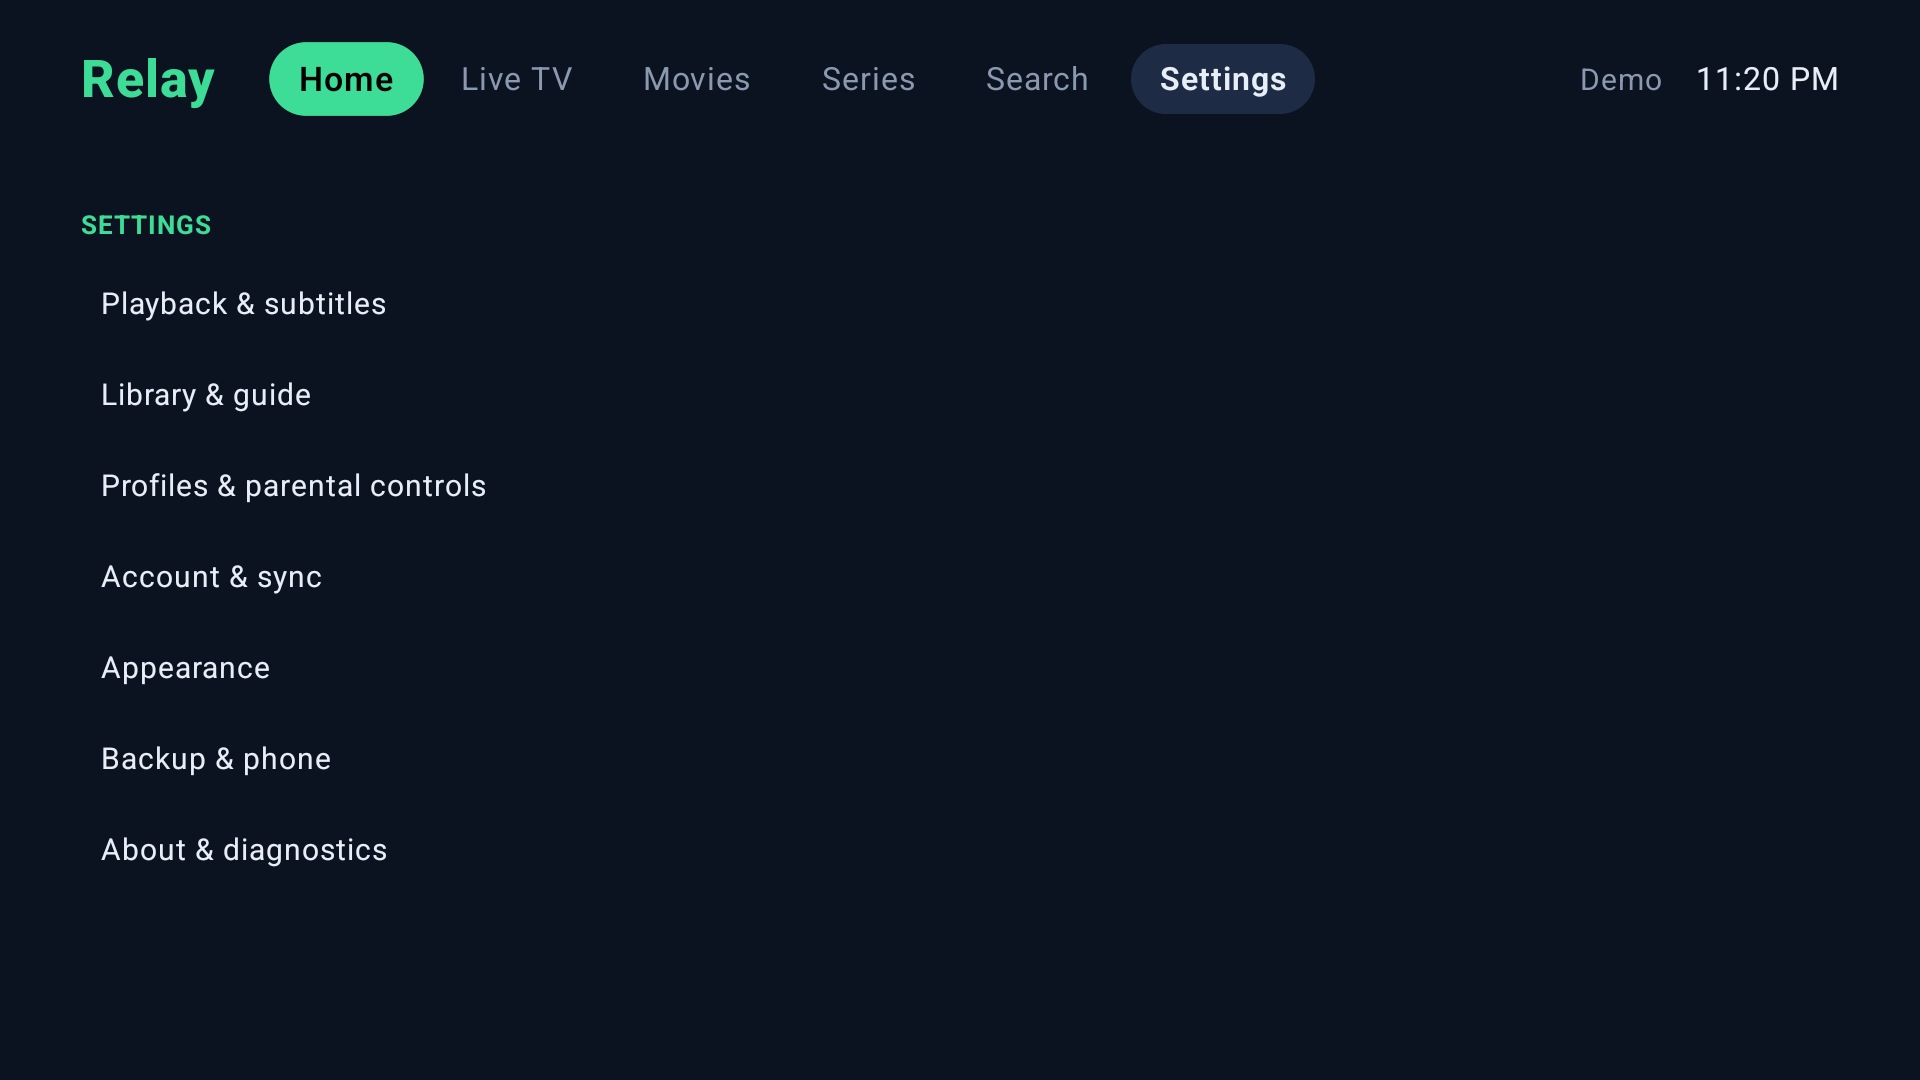 Relay Home Live TV Movies Series Search Settings Demo 11:20 PM
SETTINGS
Playback & subtitles
Library & guide
Profiles & parental controls
Account & sync
Appearance
Backup & phone
About & diagnostics